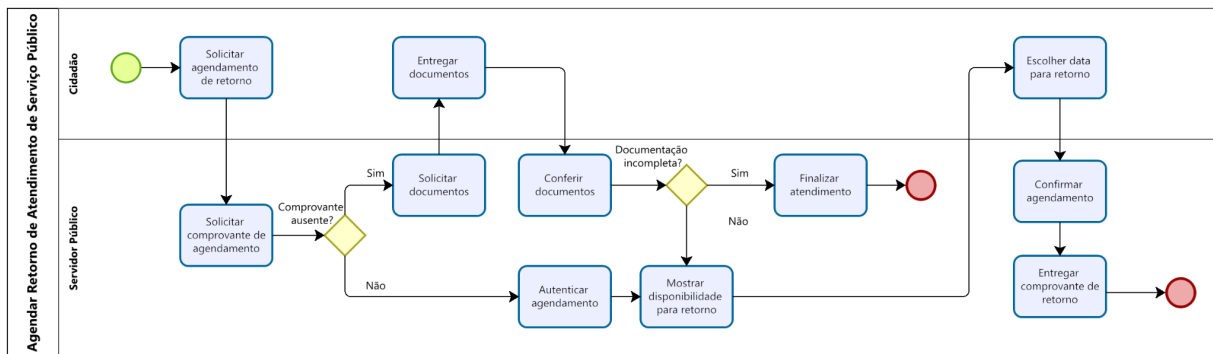 Agendar Retorno de Atendimento de Serviço Público
Cidadão
Solicitar
agendamento
de retorno
Entregar
documentos
Escolher data
para retorno
Servidor Público
Solicitar
comprovante de
agendamento
Comprovante
ausente?
Sim
Não
Solicitar
documentos
Conferir
documentos
Documentação
incompleta?
Sim
Não
Finalizar
atendimento
Autenticar
agendamento
Mostrar
disponibilidade
para retorno
Confirmar
agendamento
Entregar
comprovante de
retorno